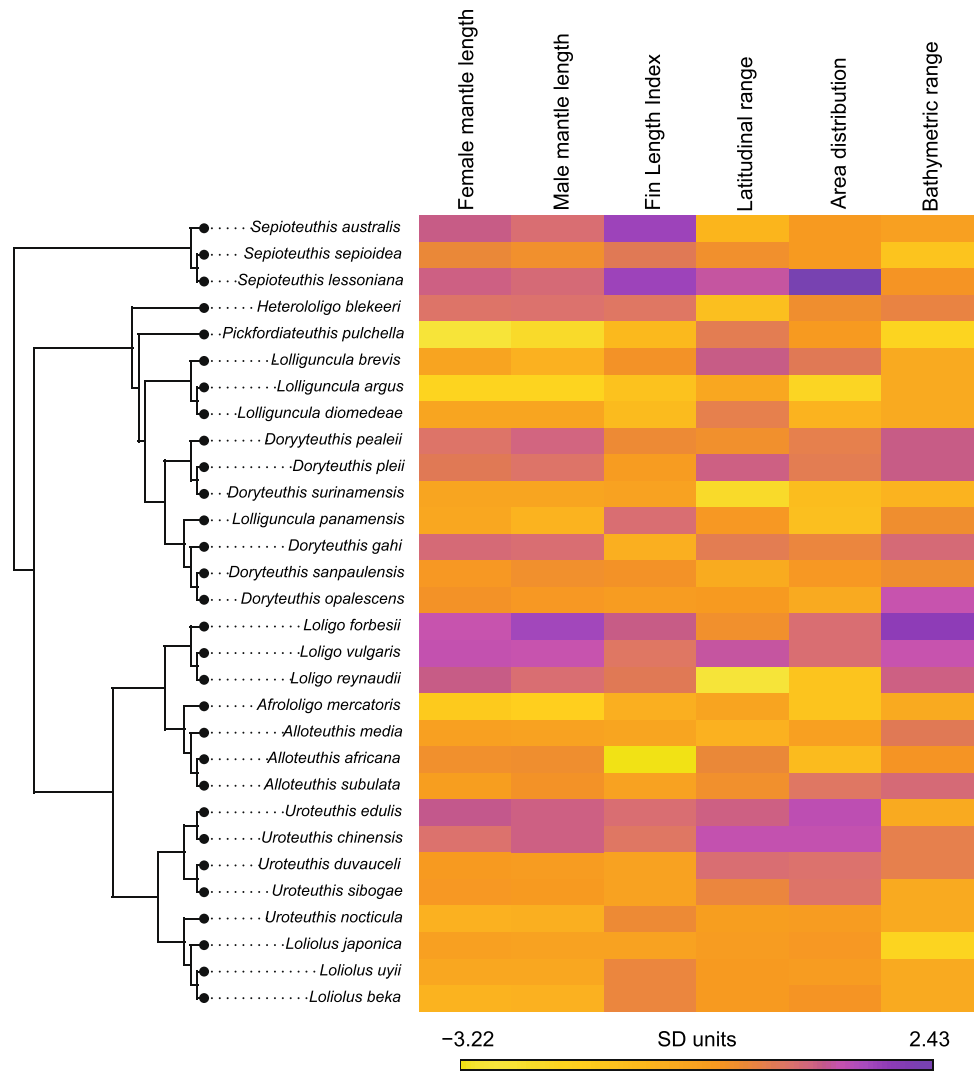 Female mantle length
Male mantle length
Fin Length Index
Latitudinal range
Area distribution
Bathymetric range
Sepioteuthis australis
Sepioteuthis sepioidea
Sepioteuthis lessoniana
Heterololigo blekeeri
Pickfordiateuthis pulchella
Lolliguncula brevis
Lolliguncula argus
Lolliguncula diomedeae
Doryyteuthis pealeii
Doryteuthis pleii
Doryteuthis surinamensis
Lolliguncula panamensis
Doryteuthis gahi
Doryteuthis sanpaulensis
Doryteuthis opalescens
Loligo forbesii
Loligo vulgaris
Loligo reynaudii
Afrololigo mercatoris
Alloteuthis media
Alloteuthis africana
Alloteuthis subulata
Uroteuthis edulis
Uroteuthis chinensis
Uroteuthis duvauceli
Uroteuthis sibogae
Uroteuthis nocticula
Loliolus japonica
Loliolus uyii
Loliolus beka
−3.22 SD units 2.43